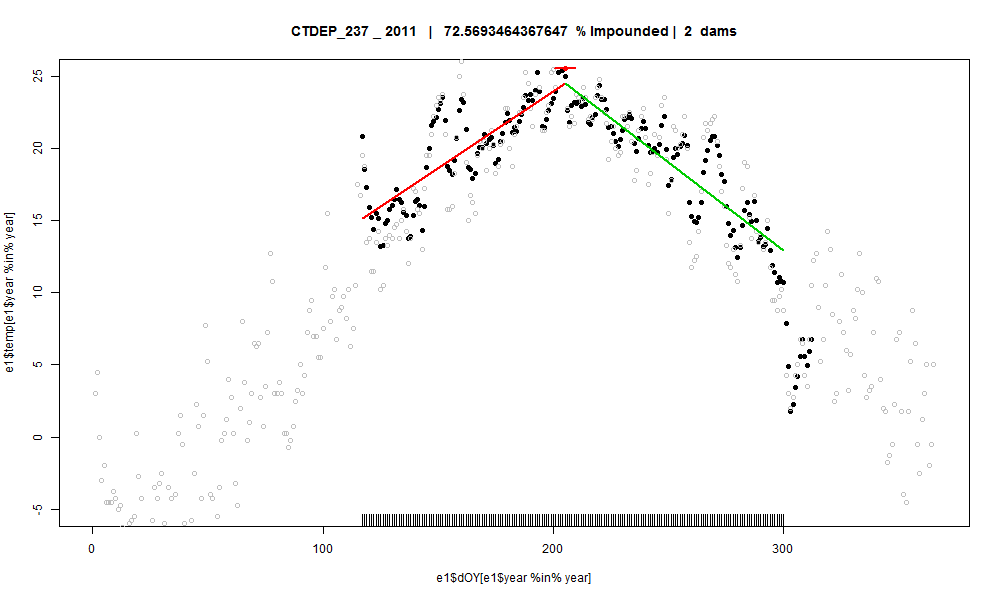 CTDEP_237 _ 2011 | 72.5693464367647 % Impounded | 2 dams
e1$temp[e1$year %in% year]
25
20
15
10
5
0
-5
0 100 200 300
e1$dOY[e1$year %in% year]